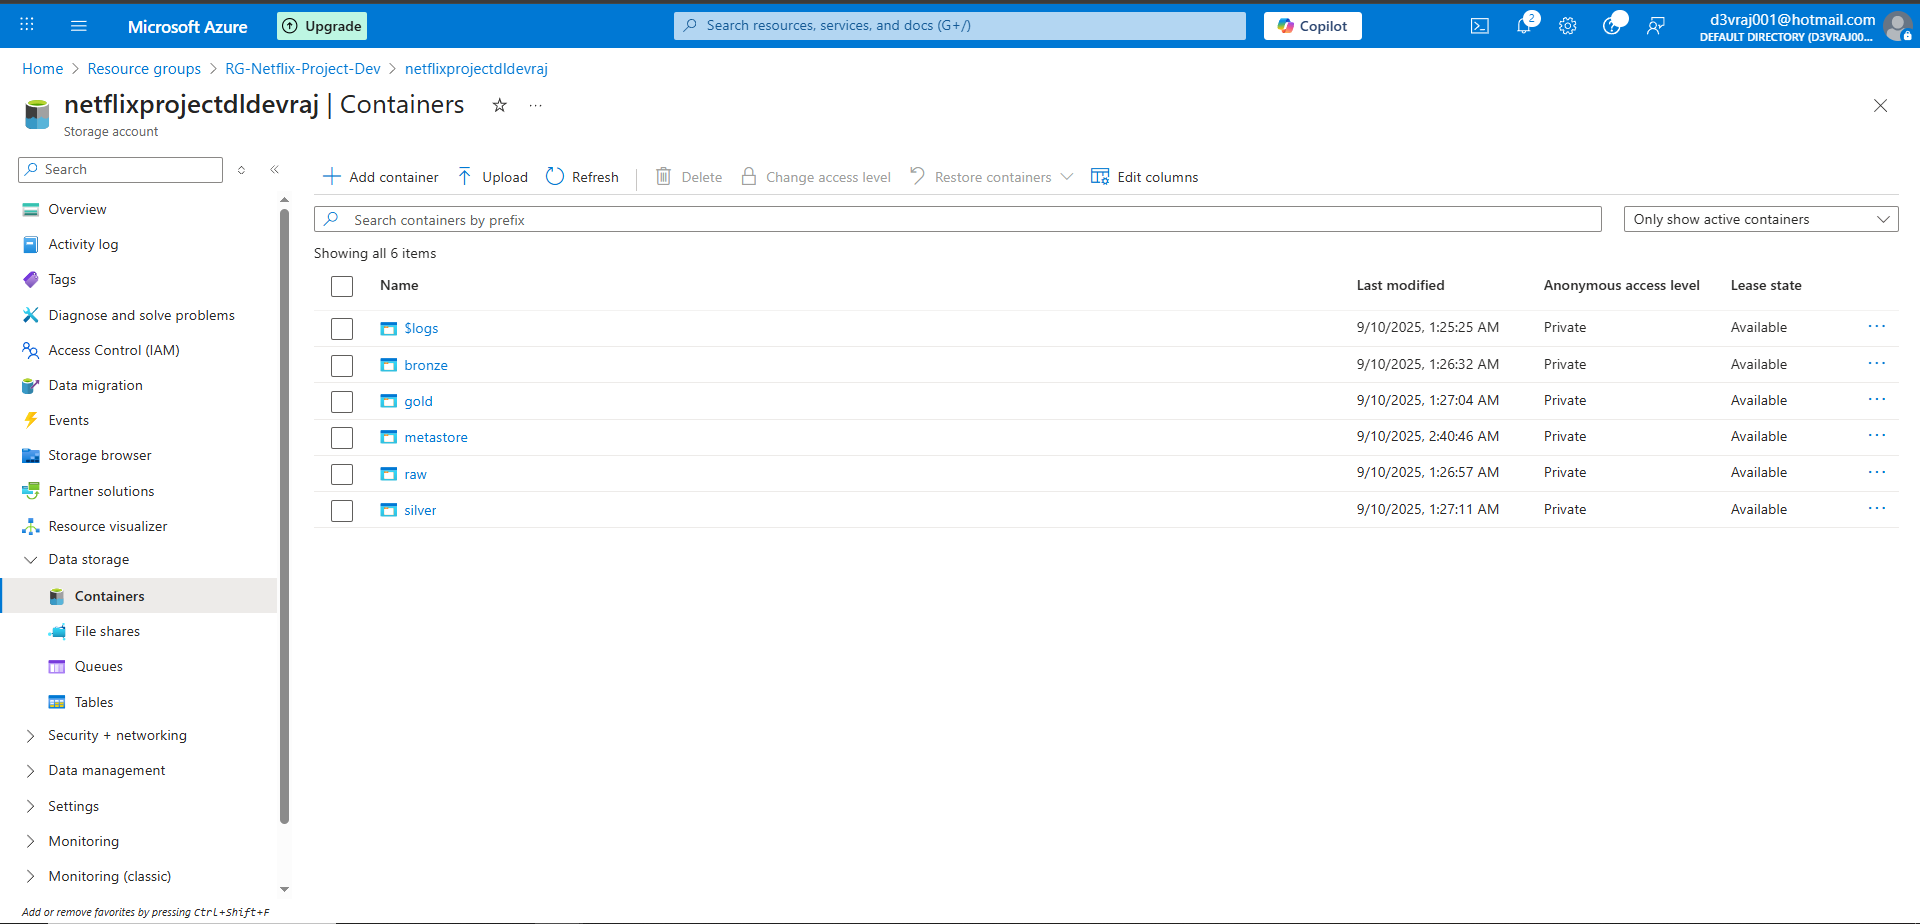 Microsoft Azure
Upgrade
Search resources, services, and docs (G+/)
Copilot
2
d3vraj001@hotmail.com
DEFAULT DIRECTORY (D3VRAJ00...
Home > Resource groups > RG-Netflix-Project-Dev > netflixprojectdldevraj
netflixprojectdldevraj | Containers
Storage account
Search
Add container
Upload
Refresh
Delete
Change access level
Restore containers
Edit columns
Overview
Activity log
Tags
Diagnose and solve problems
Access Control (IAM)
Data migration
Events
Storage browser
Partner solutions
Resource visualizer
Data storage
Containers
File shares
Queues
Tables
Security + networking
Data management
Settings
Monitoring
Monitoring (classic)
Add or remove favorites by pressing Ctrl+Shift+F
Search containers by prefix
Only show active containers
Showing all 6 items
Name Last modified Anonymous access level Lease state
$logs 9/10/2025, 1:25:25 AM Private Available ...
bronze 9/10/2025, 1:26:32 AM Private Available ...
gold 9/10/2025, 1:27:04 AM Private Available ...
metastore 9/10/2025, 2:40:46 AM Private Available ...
raw 9/10/2025, 1:26:57 AM Private Available ...
silver 9/10/2025, 1:27:11 AM Private Available ...